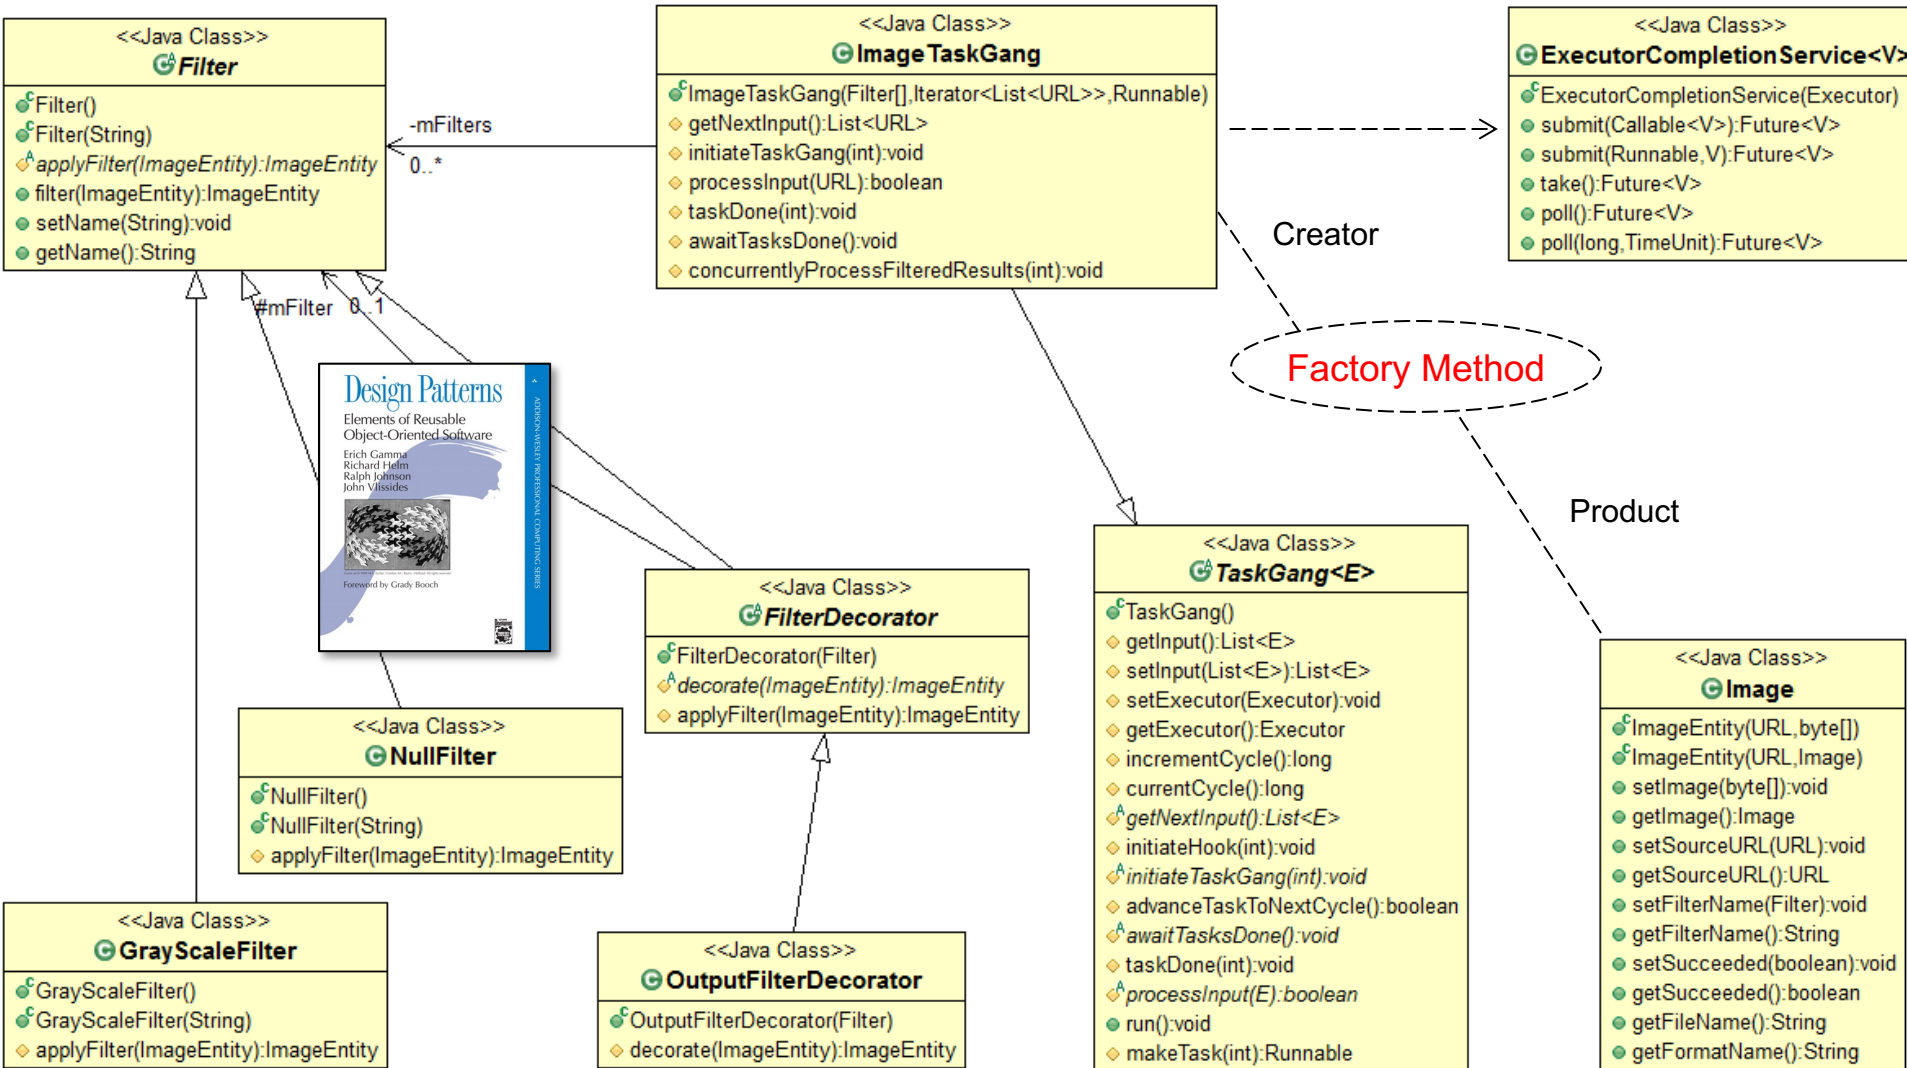 <<Java Class>>
Filter
Filter()
Filter(String)
applyFilter(ImageEntity):ImageEntity
filter(ImageEntity):ImageEntity
setName(String):void
getName():String
-mFilters
0..*
<<Java Class>>
ImageTaskGang
ImageTaskGang(Filter[],Iterator<List<URL>>,Runnable)
getNextInput():List<URL>
initiateTaskGang(int):void
processInput(URL):boolean
taskDone(int):void
awaitTasksDone():void
concurrentlyProcessFilteredResults(int):void
<<Java Class>>
ExecutorCompletionService<V>
ExecutorCompletionService(Executor)
submit(Callable<V>):Future<V>
submit(Runnable,V):Future<V>
take():Future<V>
poll():Future<V>
poll(long,TimeUnit):Future<V>
Creator
Factory Method
Product
#mFilter 0..1
Design Patterns
Elements of Reusable
Object-Oriented Software
Erich Gamma
Richard Helm
Ralph Johnson
John Vlissides
Foreword by Grady Booch
ADDISON-WESLEY PROFESSIONAL COMPUTING SERIES
<<Java Class>>
FilterDecorator
FilterDecorator(Filter)
decorate(ImageEntity):ImageEntity
applyFilter(ImageEntity):ImageEntity
<<Java Class>>
NullFilter
NullFilter()
NullFilter(String)
applyFilter(ImageEntity):ImageEntity
<<Java Class>>
GrayScaleFilter
GrayScaleFilter()
GrayScaleFilter(String)
applyFilter(ImageEntity):ImageEntity
<<Java Class>>
OutputFilterDecorator
OutputFilterDecorator(Filter)
decorate(ImageEntity):ImageEntity
<<Java Class>>
TaskGang<E>
TaskGang()
getInput():List<E>
setInput(List<E>):List<E>
setExecutor(Executor):void
getExecutor():Executor
incrementCycle():long
currentCycle():long
getNextInput():List<E>
initiateHook(int):void
initiateTaskGang(int):void
advanceTaskToNextCycle():boolean
awaitTasksDone():void
taskDone(int):void
processInput(E):boolean
run():void
makeTask(int):Runnable
<<Java Class>>
Image
ImageEntity(URL,byte[])
ImageEntity(URL,Image)
setImage(byte[]):void
getImage():Image
setSourceURL(URL):void
getSourceURL():URL
setFilterName(Filter):void
getFilterName():String
setSucceeded(boolean):void
getSucceeded():boolean
getFileName():String
getFormatName():String